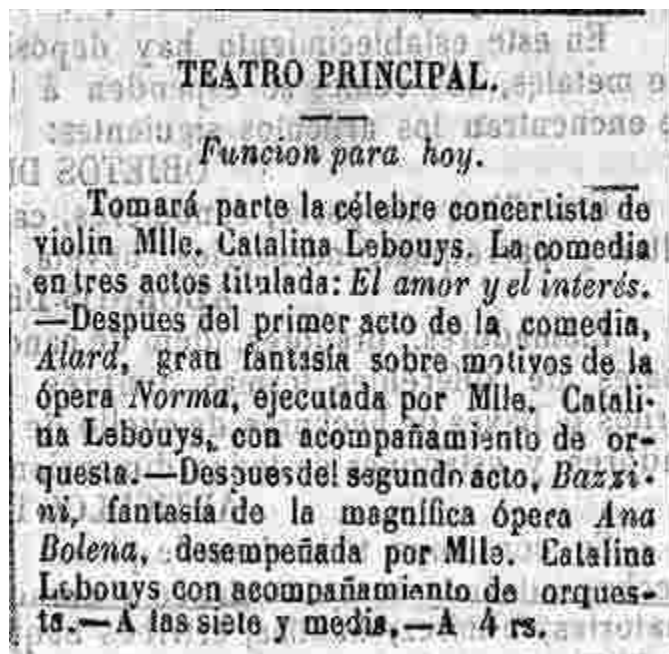 TEATRO PRINCIPAL.
Funcion para hoy.
Tomará parte la célebre concertista de
violin Mlle. Catalina Lebouys. La comedia
en tres actos titulada: El amor y el interés.
—Despues del primer acto de la comedia,
Alard, gran fantasía sobre motivos de la
ópera Norma, ejecutada por Mlle. Catali-
na Lebouys, con acompañamiento de or-
questa.—Despues del segundo acto, Bazzi-
ni, fantasía de la magnífica ópera Ana
Bolena, desempeñada por Mlle. Catalina
Lebouys con acompañamiento de orques-
ta.—A las siete y media,—A 4 rs.